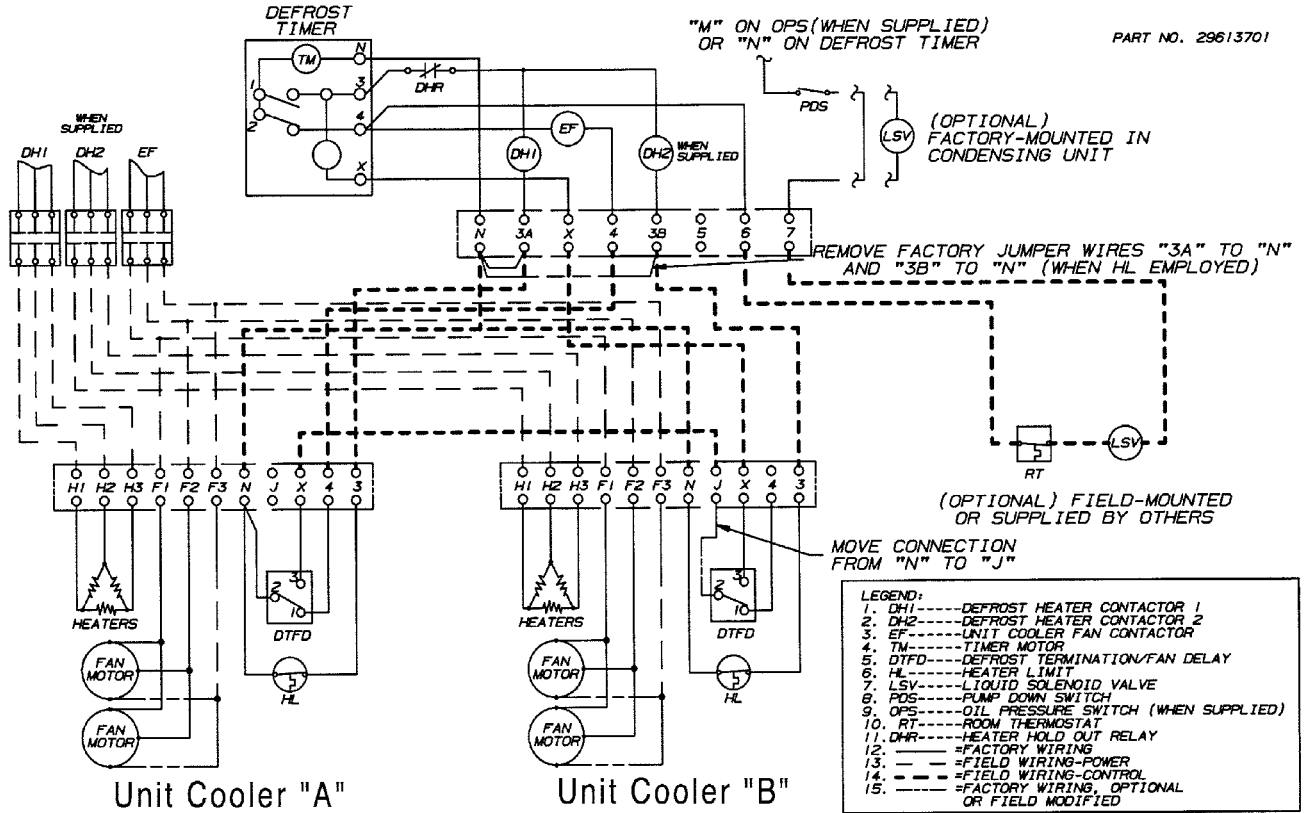 DEFROST
TIMER
"M" ON OPS (WHEN SUPPLIED)
OR "N" ON DEFROST TIMER
PART NO. 29613701
TM
N
1
3
2
4
X
DHR
EF
DH1
DH2
WHEN
SUPPLIED
PDS
LSV
(OPTIONAL)
FACTORY-MOUNTED IN
CONDENSING UNIT
WHEN
SUPPLIED
DH1 DH2 EF
N 3A X 4 3B 5 6 7
REMOVE FACTORY JUMPER WIRES "3A" TO "N"
AND "3B" TO "N" (WHEN HL EMPLOYED)
RT
LSV
(OPTIONAL) FIELD-MOUNTED
OR SUPPLIED BY OTHERS
H1 H2 H3 F1 F2 F3 N J X 4 3
H1 H2 H3 F1 F2 F3 N J X 4 3
MOVE CONNECTION
FROM "N" TO "J"
HEATERS
2
3
1
DTFD
FAN
MOTOR
HL
FAN
MOTOR
Unit Cooler "A"
HEATERS
2
3
1
DTFD
FAN
MOTOR
HL
FAN
MOTOR
Unit Cooler "B"
LEGEND:
1. DH1-----DEFROST HEATER CONTACTOR 1
2. DH2-----DEFROST HEATER CONTACTOR 2
3. EF------UNIT COOLER FAN CONTACTOR
4. TM------TIMER MOTOR
5. DTFD----DEFROST TERMINATION/FAN DELAY
6. HL------HEATER LIMIT
7. LSV-----LIQUID SOLENOID VALVE
8. PDS-----PUMP DOWN SWITCH
9. OPS-----OIL PRESSURE SWITCH (WHEN SUPPLIED)
10. RT-----ROOM THERMOSTAT
11. DHR-----HEATER HOLD OUT RELAY
12. =FACTORY WIRING
13. =FIELD WIRING-POWER
14. =FIELD WIRING-CONTROL
15. =FACTORY WIRING, OPTIONAL
OR FIELD MODIFIED